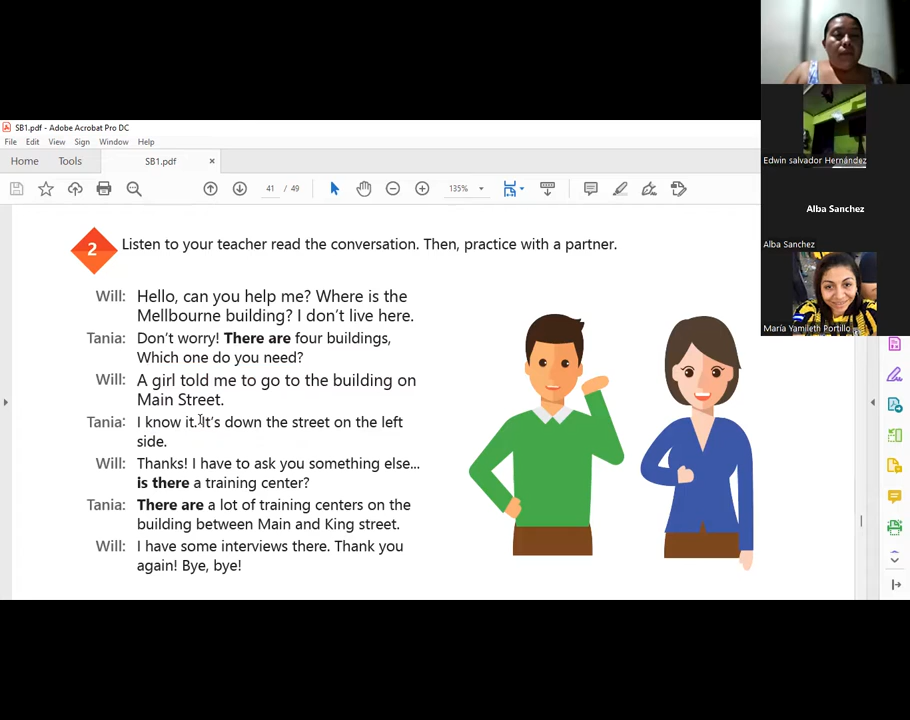 SB1.pdf - Adobe Acrobat Pro DC
File Edit View Sign Window Help
Home Tools SB1.pdf ×
41 / 49 135%
2 Listen to your teacher read the conversation. Then, practice with a partner.
Will: Hello, can you help me? Where is the
Mellbourne building? I don't live here.
Tania: Don't worry! There are four buildings,
Which one do you need?
Will: A girl told me to go to the building on
Main Street.
Tania: I know it. It's down the street on the left
side.
Will: Thanks! I have to ask you something else...
is there a training center?
Tania: There are a lot of training centers on the
building between Main and King street.
Will: I have some interviews there. Thank you
again! Bye, bye!
Edwin salvador Hernández
Alba Sanchez
Alba Sanchez
María Yamileth Portillo